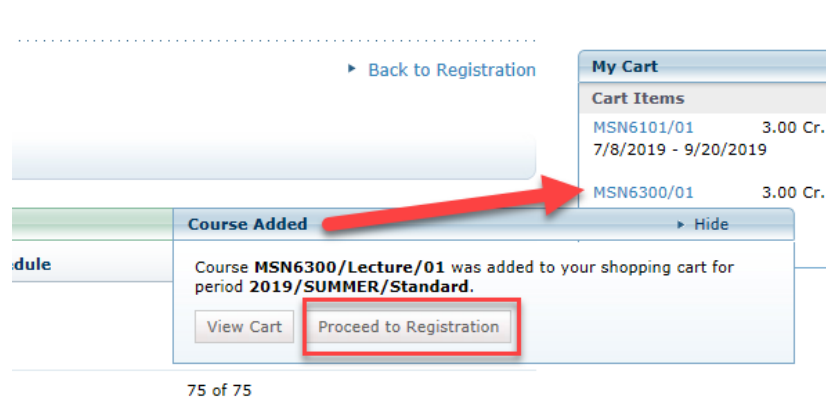 Back to Registration
My Cart
Cart Items
MSN6101/01 3.00 Cr.
7/8/2019 - 9/20/2019
MSN6300/01 3.00 Cr.
Course Added
Hide
dule
Course MSN6300/Lecture/01 was added to your shopping cart for
period 2019/SUMMER/Standard.
View Cart Proceed to Registration
75 of 75